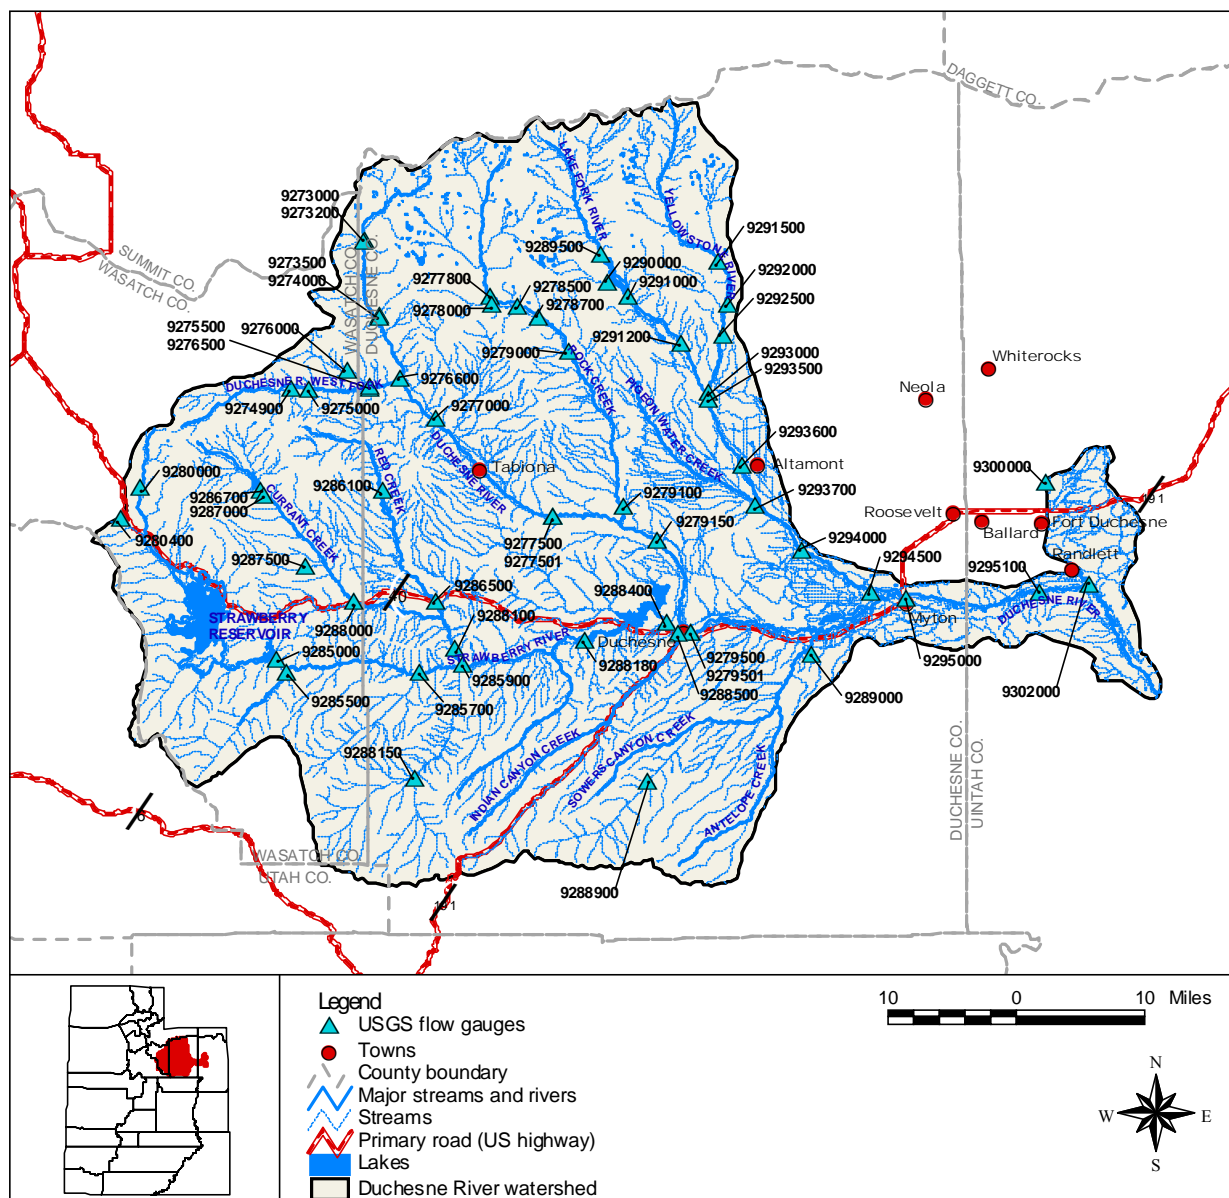 DAGGETT CO.
SUMMIT CO.
WASATCH CO.
WASATCH CO.
DUCHESNE CO.
LAKE FORK RIVER
YELLOWSTONE RIVER
9273000
9273200
9273500
9274000
9289500
9290000
9291000
9291500
9292000
9292500
9277800
9278000
9278500
9278700
9291200
9279000
9293000
9293500
9275500
9276000
9276500
DUCHESNE R. WEST FORK
9274900
9275000
9276600
9277000
ROCK CREEK
PIGEON WATER CREEK
Whiterocks
Neola
9293600
Altamont
9280000
9286700
9287000
CURRANT CREEK
RED CREEK
9286100
DUCHESNE RIVER
Tabiona
9279100
9293700
9300000
191
Roosevelt
Ballard
Fort Duchesne
Randlett
9280400
9277500
9277501
9279150
9294000
9294500
9295100
9287500
40
9286500
9288400
STRAWBERRY
RESERVOIR
9288000
9288100
STRAWBERRY RIVER
Duchesne
Myton
DUCHESNE RIVER
9285000
9285500
9285700
9285900
9288180
9279500
9279501
9288500
9289000
9295000
9302000
9288150
INDIAN CANYON CREEK
SOWERS CANYON CREEK
ANTELOPE CREEK
DUCHESNE CO.
UINTAH CO.
6
WASATCH CO.
UTAH CO.
9288900
191
Legend
USGS flow gauges
Towns
County boundary
Major streams and rivers
Streams
Primary road (US highway)
Lakes
Duchesne River watershed
10 0 10 Miles
N
W E
S